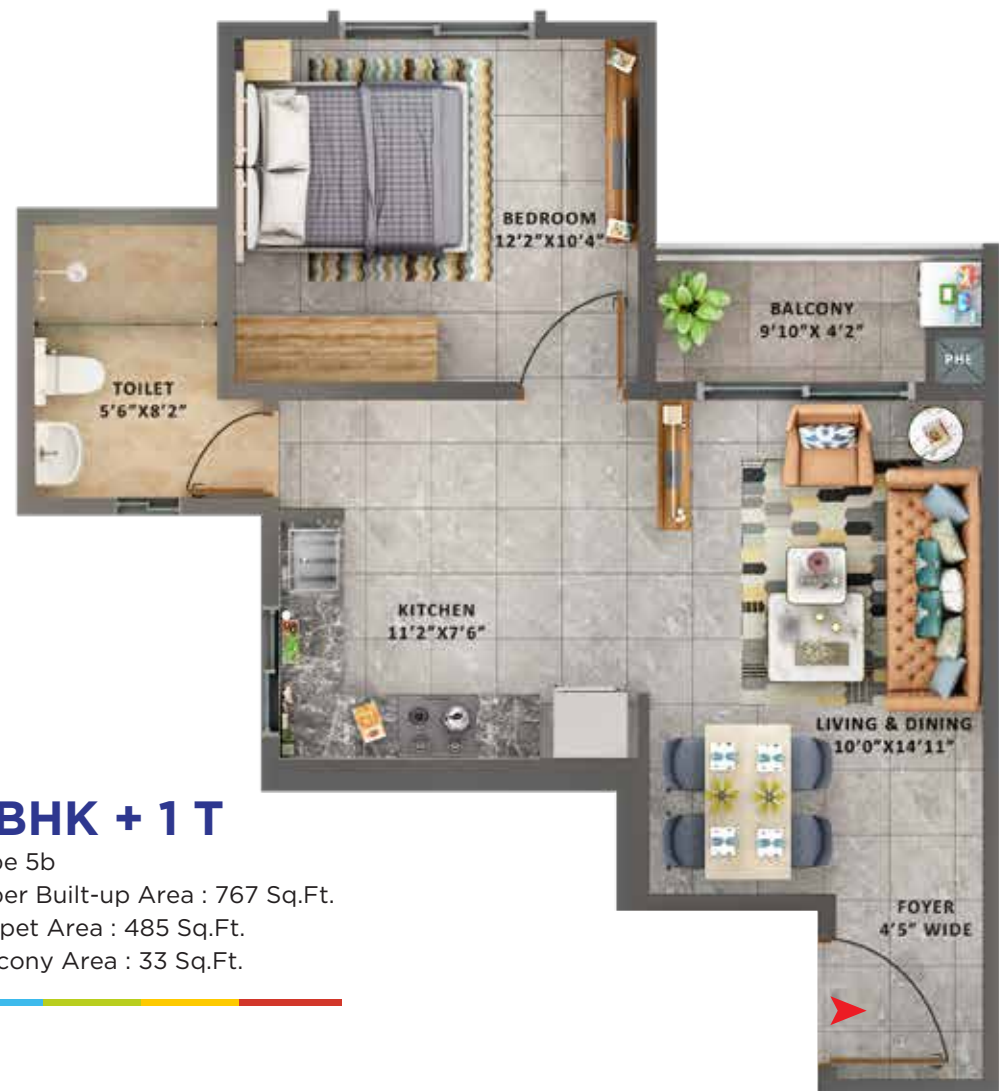 BEDROOM
12'2"X10'4"
BALCONY
9'10"X 4'2"
PHE
TOILET
5'6"X8'2"
KITCHEN
11'2"X7'6"
LIVING & DINING
10'0"X14'11"
FOYER
4'5" WIDE
BHK + 1 T
pe 5b
per Built-up Area : 767 Sq.Ft.
rpet Area : 485 Sq.Ft.
lcony Area : 33 Sq.Ft.